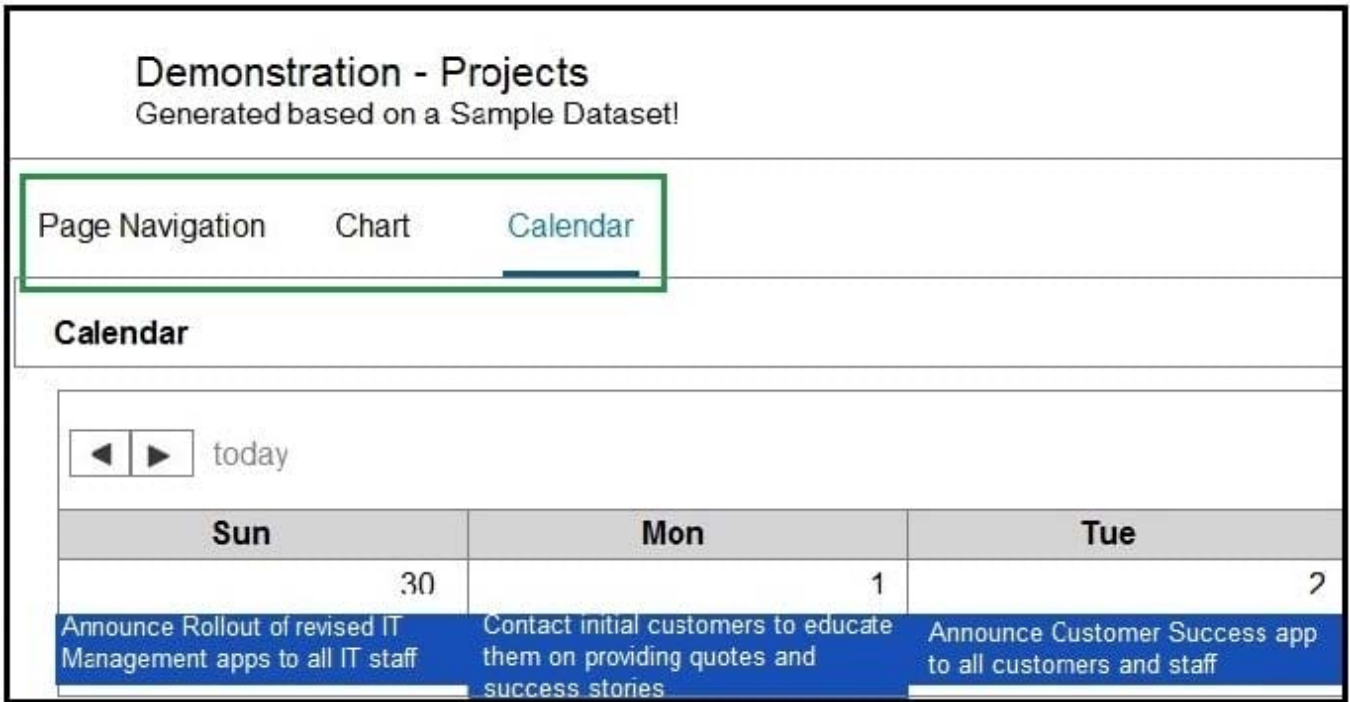 Demonstration - Projects
Generated based on a Sample Dataset!
Page Navigation Chart Calendar
Calendar
today
Sun Mon Tue
30 1 2
Announce Rollout of revised IT
Management apps to all IT staff
Contact initial customers to educate
them on providing quotes and
success stories
Announce Customer Success app
to all customers and staff